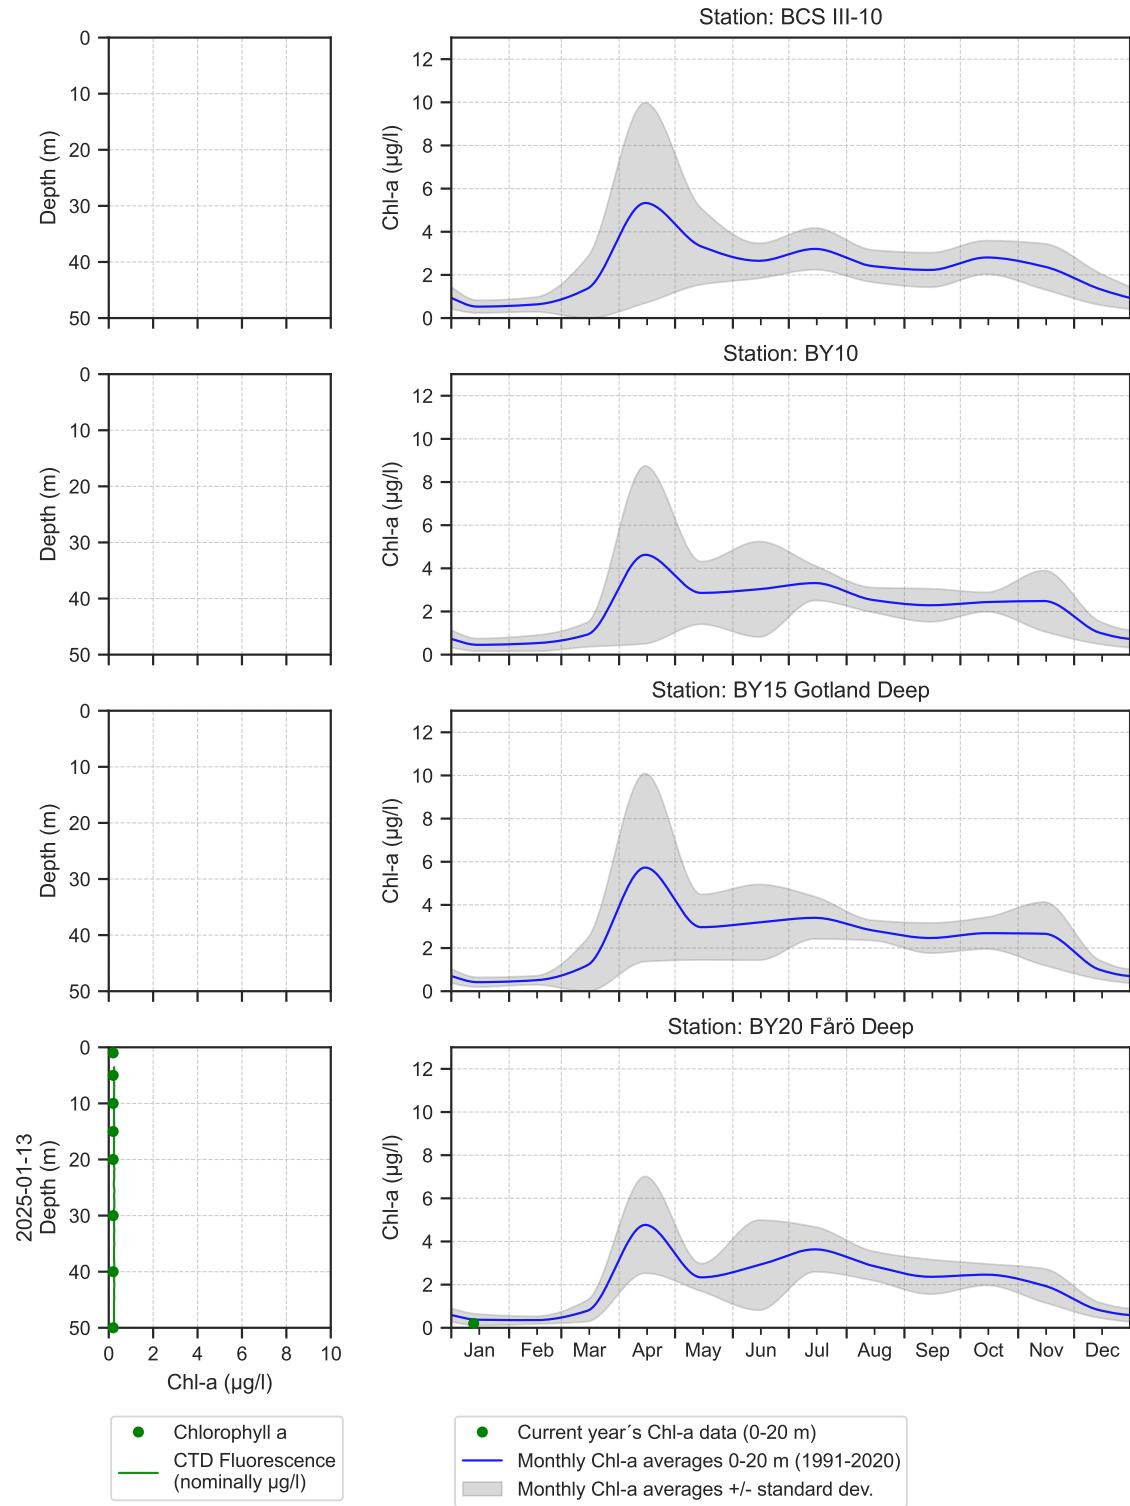 Station: BCS III-10
0
10
20
30
40
50
Depth (m)
12
10
8
6
4
2
0
Chl-a (µg/l)
Station: BY10
0
10
20
30
40
50
Depth (m)
12
10
8
6
4
2
0
Chl-a (µg/l)
Station: BY15 Gotland Deep
0
10
20
30
40
50
Depth (m)
12
10
8
6
4
2
0
Chl-a (µg/l)
Station: BY20 Fårö Deep
0
10
20
30
40
50
2025-01-13
Depth (m)
0 2 4 6 8 10
Chl-a (µg/l)
12
10
8
6
4
2
0
Chl-a (µg/l)
Jan Feb Mar Apr May Jun Jul Aug Sep Oct Nov Dec
Chlorophyll a
CTD Fluorescence
(nominally µg/l)
Current year´s Chl-a data (0-20 m)
Monthly Chl-a averages 0-20 m (1991-2020)
Monthly Chl-a averages +/- standard dev.